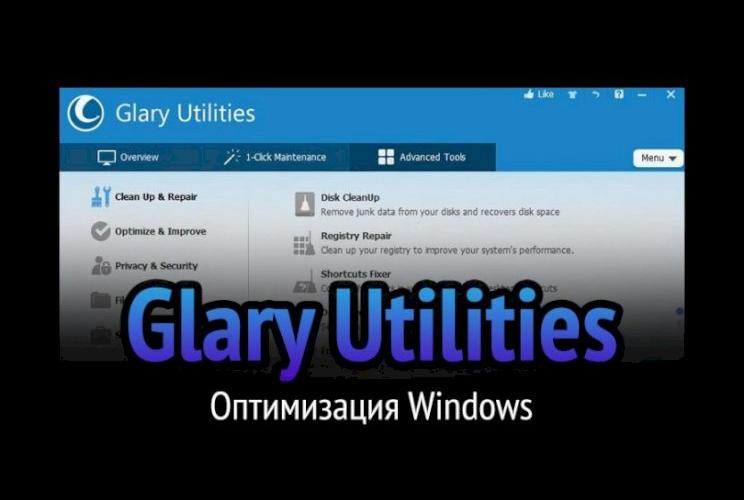 Like
Glary Utilities
Overview
1-Click Maintenance
Advanced Tools
Menu
Clean Up & Repair
Disk CleanUp
Remove junk data from your disks and recovers disk space
Optimize & Improve
Registry Repair
Clean up your registry to improve your system's performance.
Privacy & Security
Shortcuts Fixer
Glary Utilities
Оптимизация Windows